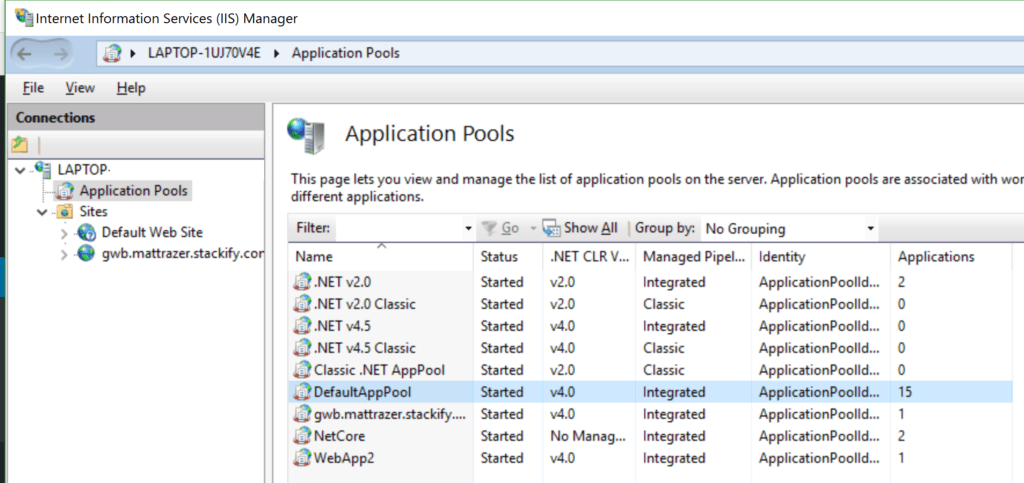 Internet Information Services (IIS) Manager
LAPTOP-1UJ70V4E Application Pools
File View Help
Connections
LAPTOP-
Application Pools
Sites
Default Web Site
gwb.mattrazer.stackify.con
Application Pools
This page lets you view and manage the list of application pools on the server. Application pools are associated with wor
different applications.
Filter: Go Show All Group by: No Grouping
Name Status .NET CLR V... Managed Pipel... Identity Applications
.NET v2.0 Started v2.0 Integrated ApplicationPoolId... 2
.NET v2.0 Classic Started v2.0 Classic ApplicationPoolId... 0
.NET v4.5 Started v4.0 Integrated ApplicationPoolId... 0
.NET v4.5 Classic Started v4.0 Classic ApplicationPoolId... 0
Classic .NET AppPool Started v2.0 Classic ApplicationPoolId... 0
DefaultAppPool Started v4.0 Integrated ApplicationPoolId... 15
gwb.mattrazer.stackify.... Started v4.0 Integrated ApplicationPoolId... 1
NetCore Started No Manag... Integrated ApplicationPoolId... 2
WebApp2 Started v4.0 Integrated ApplicationPoolId... 1